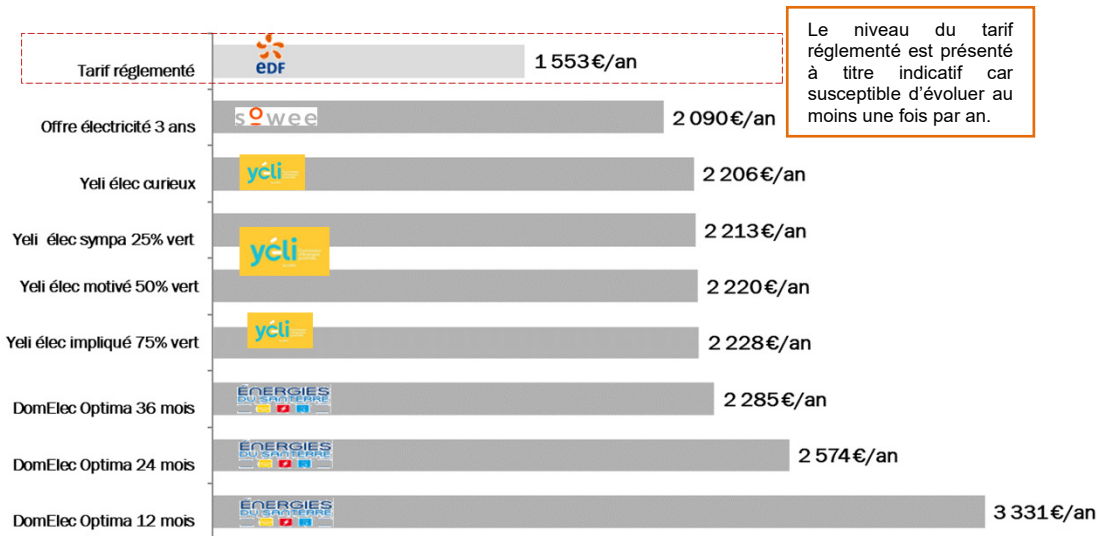 Le niveau du tarif
réglementé est présenté
à titre indicatif car
susceptible d'évoluer au
moins une fois par an.
Tarif réglementé
eDF
1 553€/an
Offre électricité 3 ans
sowee
2 090€/an
Yeli élec curieux
yéli
2 206€/an
Yeli élec sympa 25% vert
yéli
2 213€/an
Yeli élec motivé 50% vert
2 220€/an
Yeli élec impliqué 75% vert
yéli
2 228€/an
DomElec Optima 36 mois
ÉNERGIES
DU SANTERRE
2 285€/an
DomElec Optima 24 mois
ÉNERGIES
DU SANTERRE
2 574€/an
DomElec Optima 12 mois
ÉNERGIES
DU SANTERRE
3 331€/an